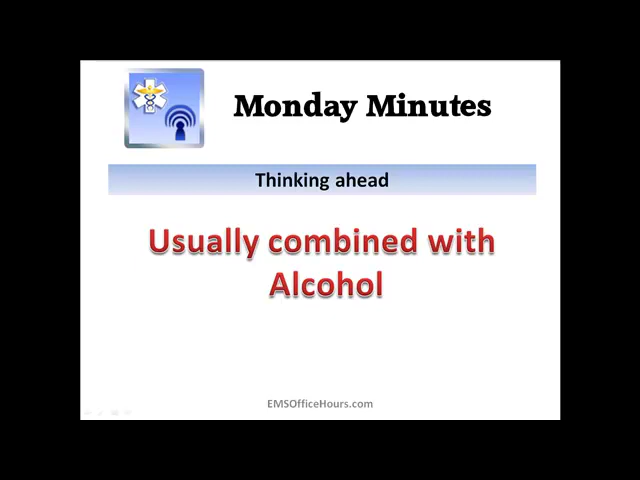 Monday Minutes
Thinking ahead
Usually combined with
Alcohol
EMSOfficeHours.com